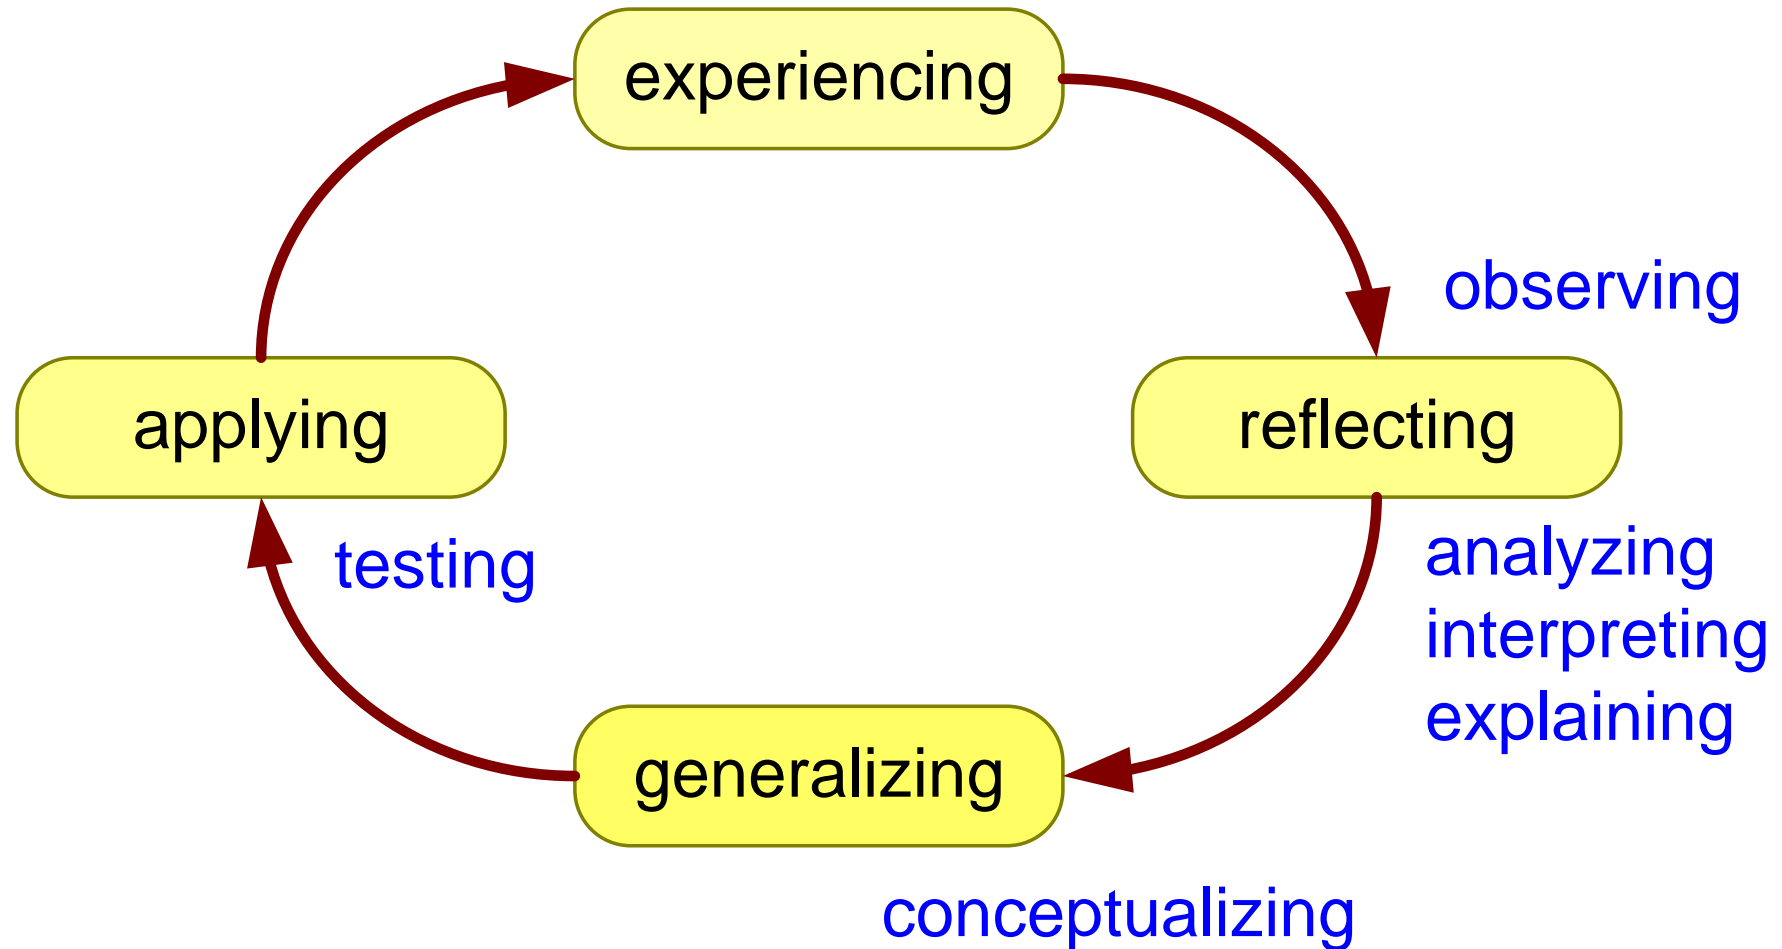 experiencing
observing
applying
reflecting
testing
analyzing
interpreting
explaining
generalizing
conceptualizing